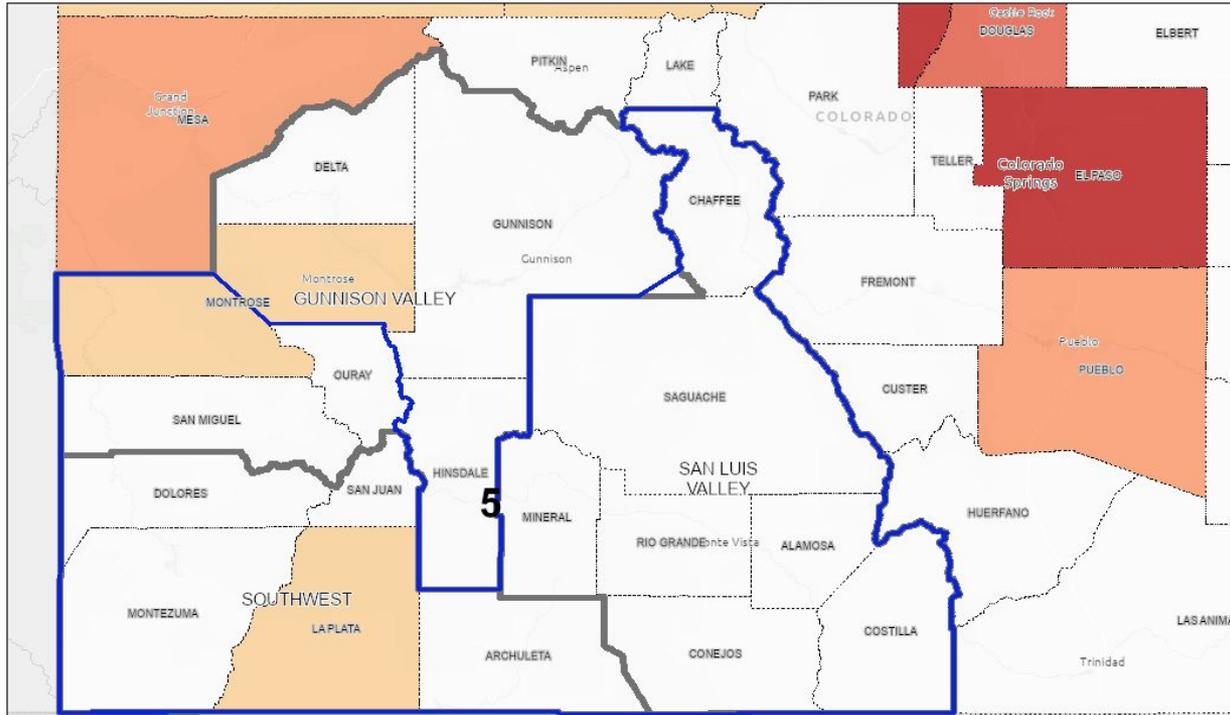 Castle Rock
DOUGLAS
ELBERT
PITKIN
Aspen
LAKE
PARK
COLORADO
Grand
Junction
MESA
DELTA
TELLER
Colorado
Springs
EL PASO
CHAFFEE
GUNNISON
Gunnison
Montrose
MONTROSE
GUNNISON VALLEY
FREMONT
Pueblo
PUEBLO
OURAY
CUSTER
SAGUACHE
SAN MIGUEL
HINSDALE
SAN LUIS
VALLEY
DOLORES
SAN JUAN
5
MINERAL
HUERFANO
RIO GRANDE
onte Vista
ALAMOSA
SOUTHWEST
MONTEZUMA
LA PLATA
COSTILLA
LAS ANIMA
ARCHULETA
CONEJOS
Trinidad